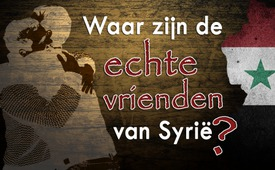 Waar zijn de
echte
vrienden
van Syrië?